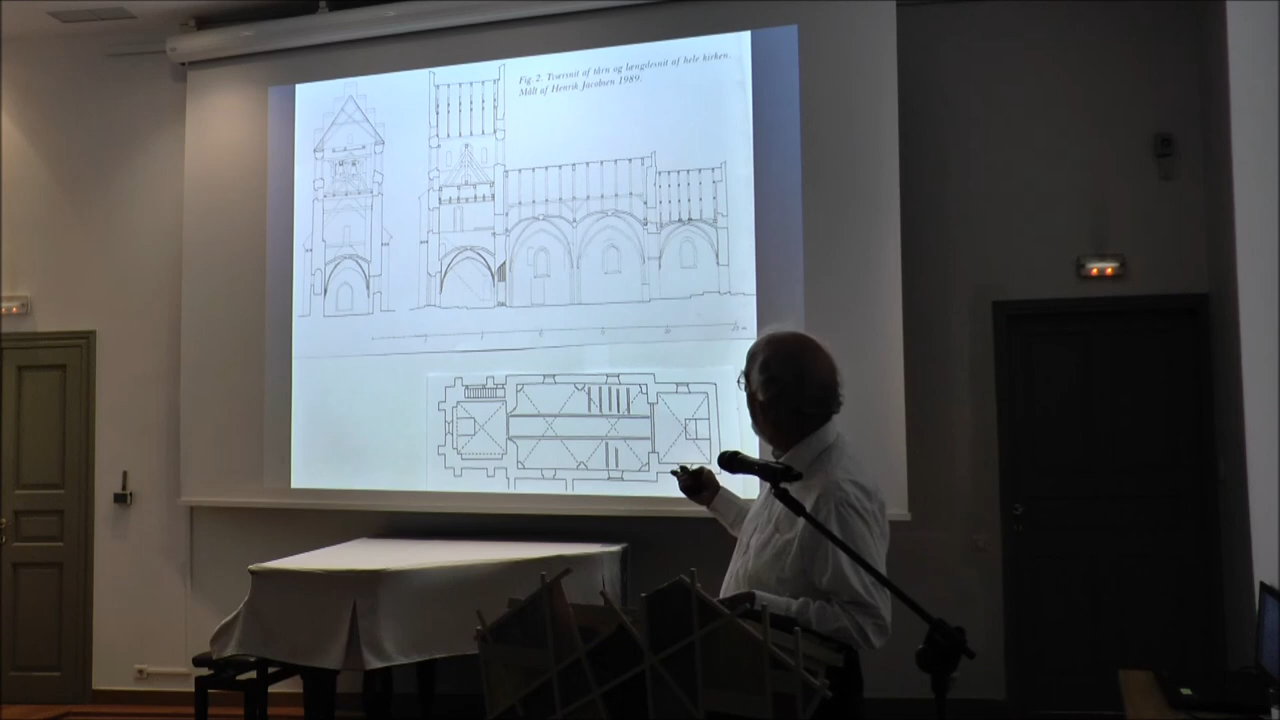 Fig. 2. Tværsnit af tårn og længdesnit af hele kirken.
Målt af Henrik Jacobsen 1989.